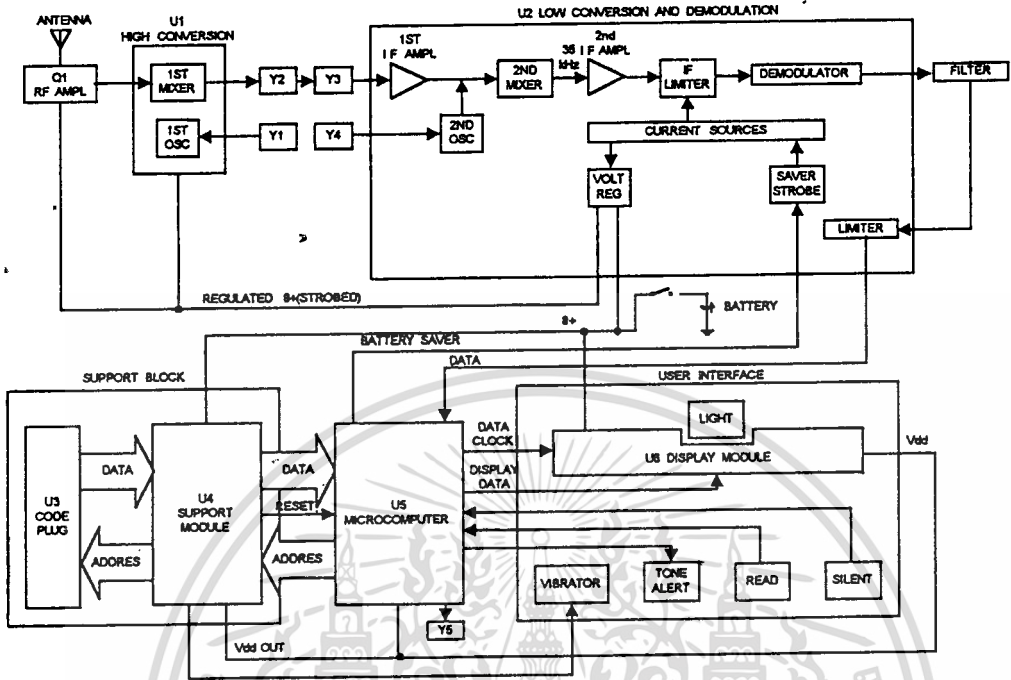 U2 LOW CONVERSION AND DEMODULATION
ANTENNA
U1
HIGH CONVERSION
Q1
RF AMPL
1ST
MIXER
1ST
OSC
Y2
Y3
Y1
Y4
1ST
IF AMPL
2ND
OSC
2ND
MIXER
35
kHz
2nd
IF AMPL
IF
LIMITER
DEMODULATOR
FILTER
CURRENT SOURCES
VOLT
REG
SAVER
STROBE
LIMITER
REGULATED B+(STROBED)
B+
BATTERY
BATTERY SAVER
DATA
SUPPORT BLOCK
USER INTERFACE
U3
CODE
PLUG
DATA
ADDRES
U4
SUPPORT
MODULE
DATA
RESET
ADDRES
U5
MICROCOMPUTER
DATA
CLOCK
DISPLAY
DATA
LIGHT
U6 DISPLAY MODULE
Vdd
VIBRATOR
TONE
ALERT
READ
SILENT
Y5
Vdd OUT